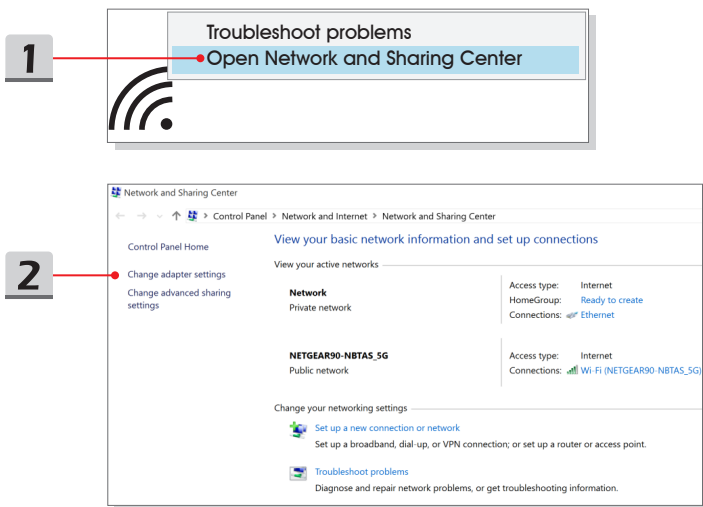 1
Troubleshoot problems
Open Network and Sharing Center
2
Network and Sharing Center
Control Panel > Network and Internet > Network and Sharing Center
Control Panel Home
Change adapter settings
Change advanced sharing
settings
View your basic network information and set up connections
View your active networks
Network
Private network
Access type: Internet
HomeGroup: Ready to create
Connections: Ethernet
NETGEAR90-NBTAS_5G
Public network
Access type: Internet
Connections: Wi-Fi (NETGEAR90-NBTAS_5G)
Change your networking settings
Set up a new connection or network
Set up a broadband, dial-up, or VPN connection; or set up a router or access point.
Troubleshoot problems
Diagnose and repair network problems, or get troubleshooting information.